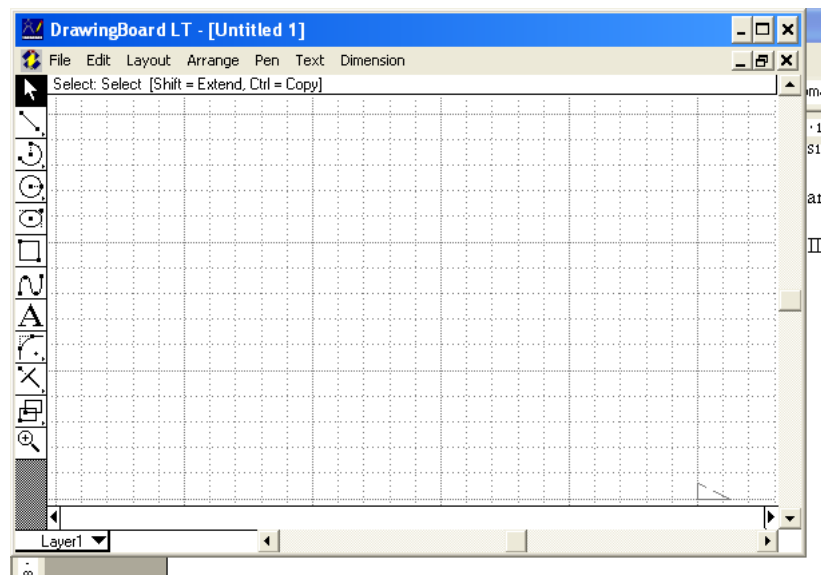 DrawingBoard LT - [Untitled 1]
File Edit Layout Arrange Pen Text Dimension
Select: Select [Shift = Extend, Ctrl = Copy]
A
Layer1